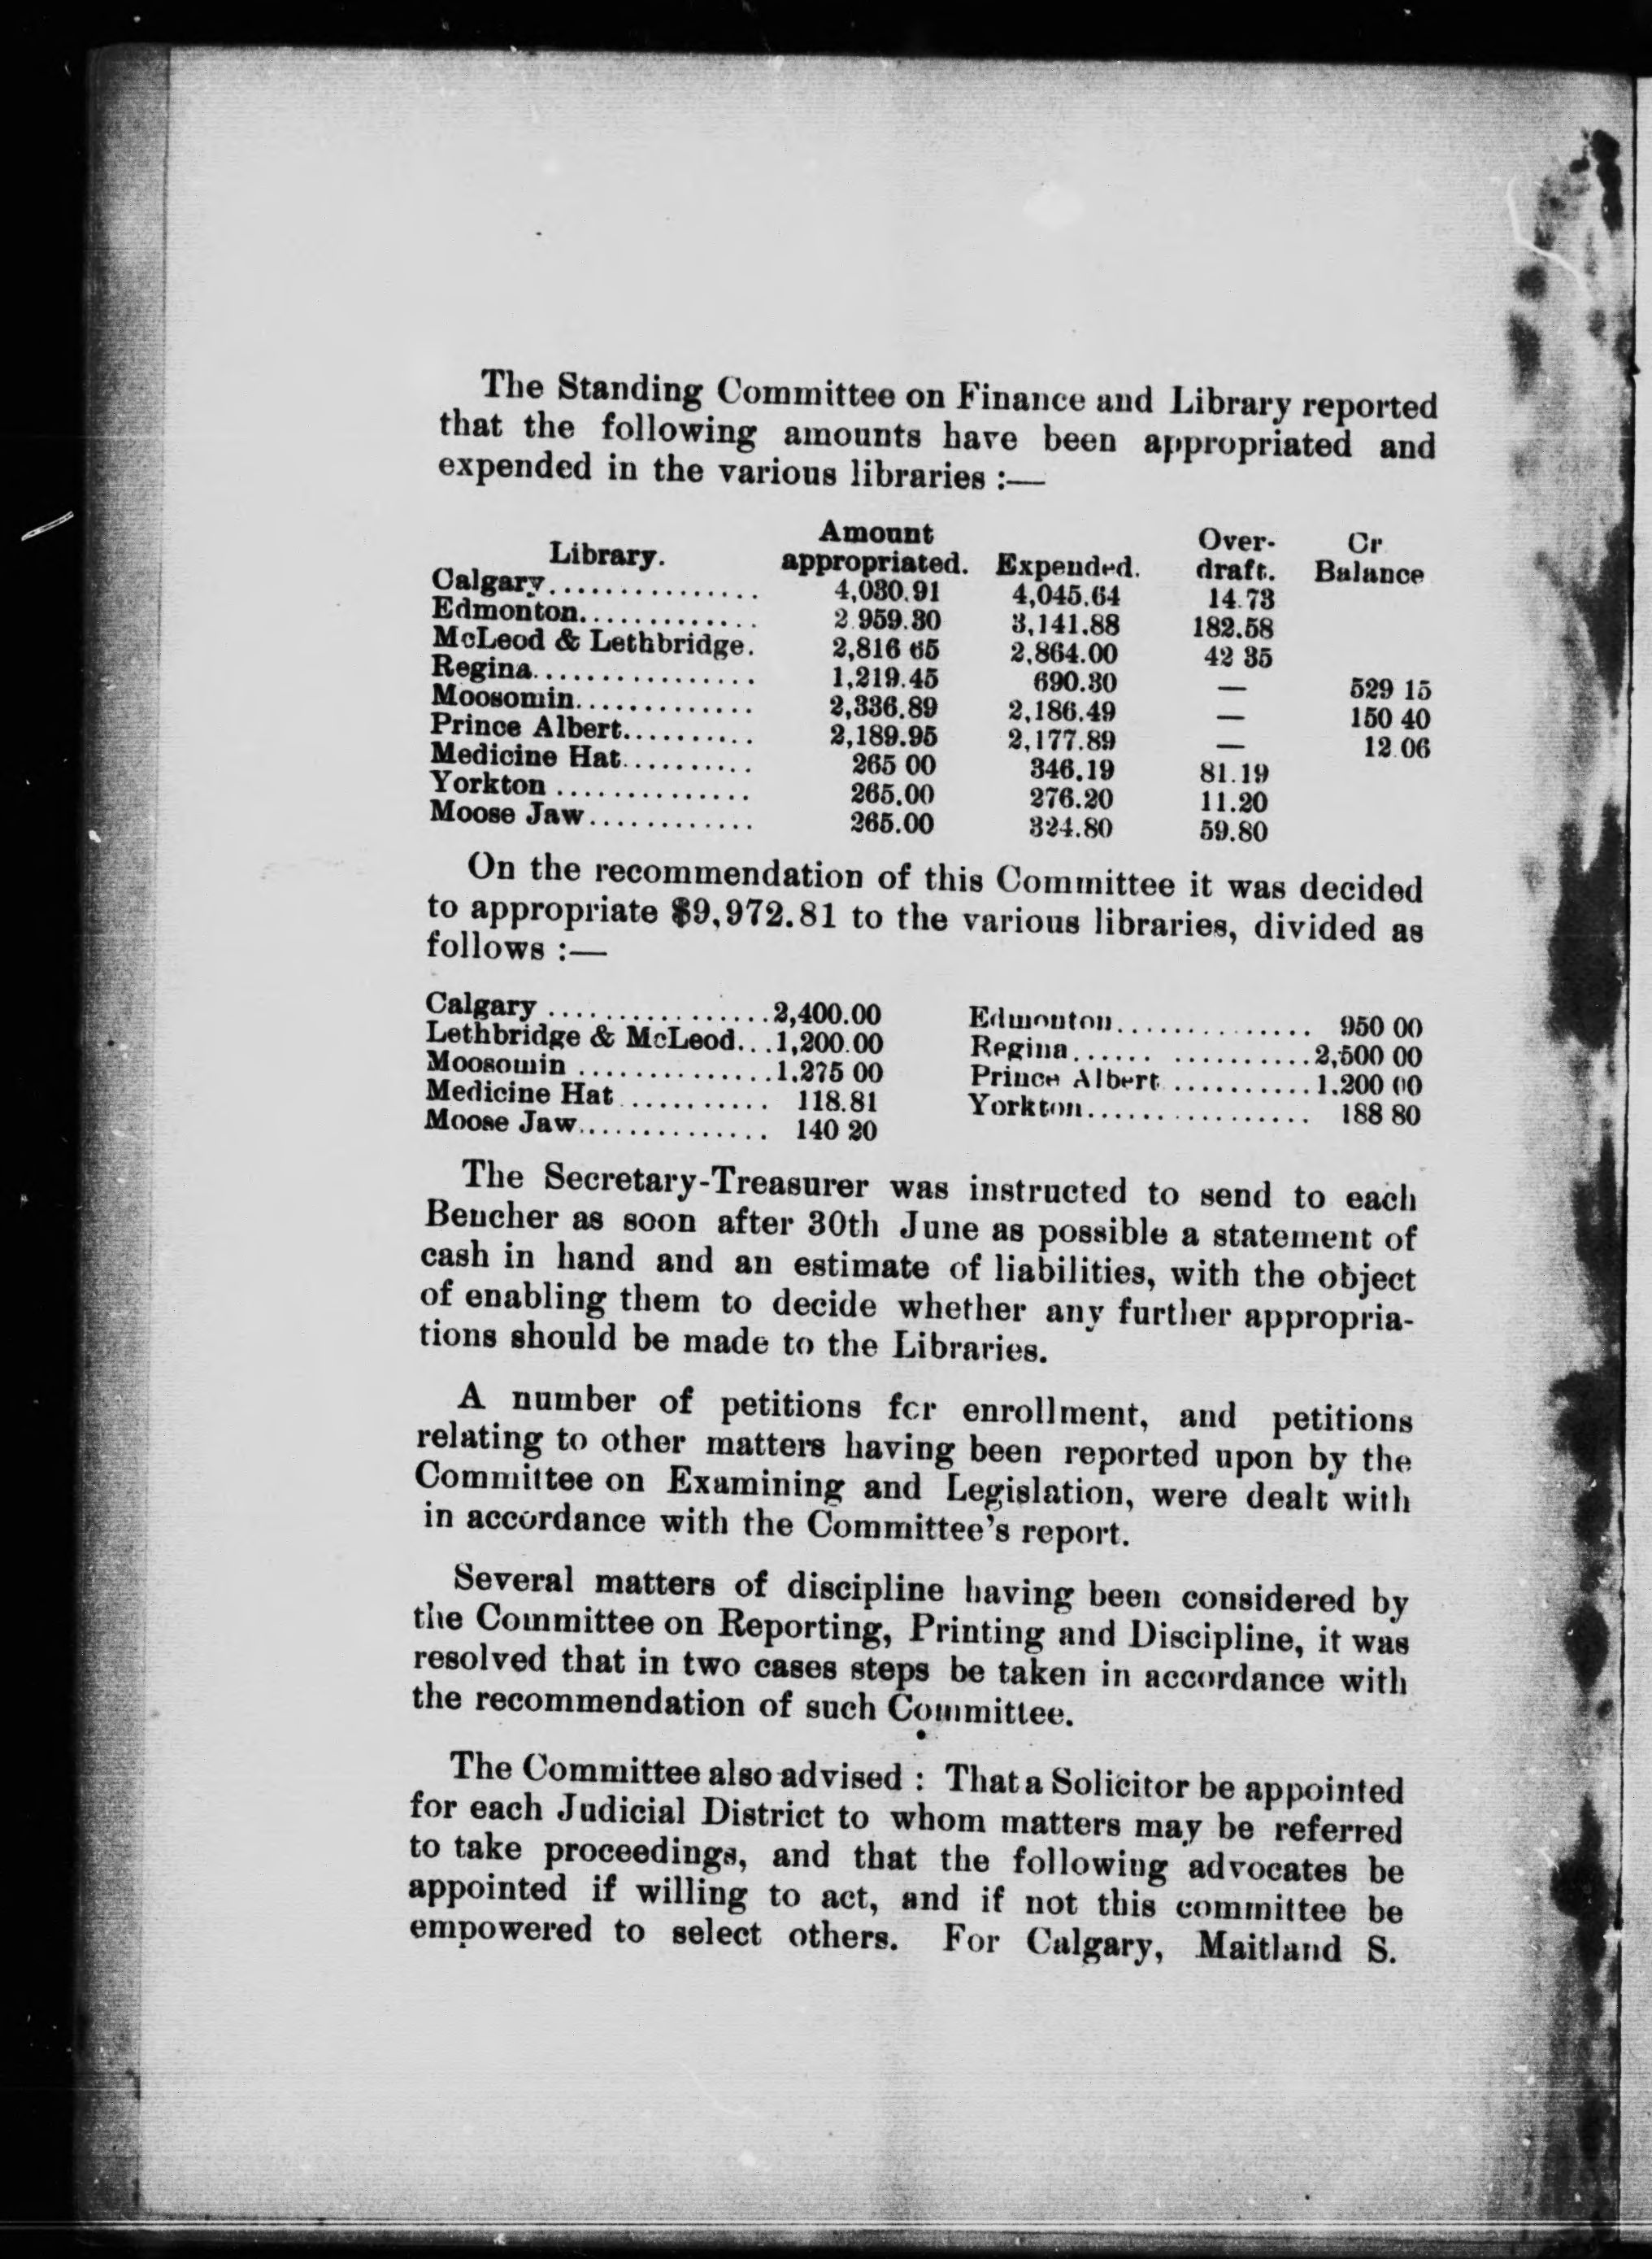 The Standing Committee on Finance and Library reported
that the following amounts have been appropriated and
expended in the various libraries :—
Library. Amount appropriated. Expended. Over-draft. Cr Balance
Calgary............... 4,030.91 4,045.64 14.73
Edmonton............. 2 959.30 3,141.88 182.58
McLeod & Lethbridge. 2,816 65 2,864.00 42 35
Regina................ 1,219.45 690.30 — 529 15
Moosomin............. 2,336.89 2,186.49 — 150 40
Prince Albert.......... 2,189.95 2,177.89 — 12.06
Medicine Hat.......... 265 00 346.19 81.19
Yorkton .............. 265.00 276.20 11.20
Moose Jaw............ 265.00 324.80 59.80
On the recommendation of this Committee it was decided
to appropriate $9,972.81 to the various libraries, divided as
follows :—
Calgary ................2,400.00 Edmonton.............. 950 00
Lethbridge & McLeod...1,200.00 Regina...... ..........2,500 00
Moosomin ..............1,275 00 Prince Albert ..........1.200 00
Medicine Hat ........... 118.81 Yorkton................ 188 80
Moose Jaw.............. 140 20
The Secretary-Treasurer was instructed to send to each
Bencher as soon after 30th June as possible a statement of
cash in hand and an estimate of liabilities, with the object
of enabling them to decide whether any further appropria-
tions should be made to the Libraries.
A number of petitions fcr enrollment, and petitions
relating to other matters having been reported upon by the
Committee on Examining and Legislation, were dealt with
in accordance with the Committee's report.
Several matters of discipline having been considered by
the Committee on Reporting, Printing and Discipline, it was
resolved that in two cases steps be taken in accordance with
the recommendation of such Committee.
The Committee also advised : That a Solicitor be appointed
for each Judicial District to whom matters may be referred
to take proceedings, and that the following advocates be
appointed if willing to act, and if not this committee be
empowered to select others. For Calgary, Maitland S.